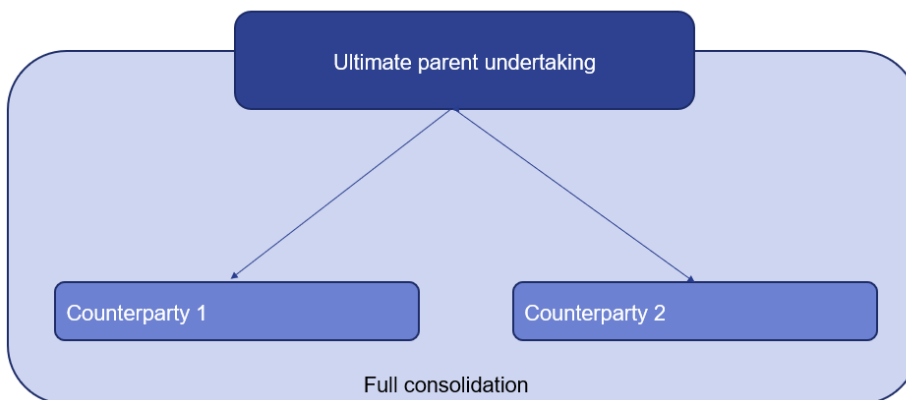 Ultimate parent undertaking
Counterparty 1
Counterparty 2
Full consolidation